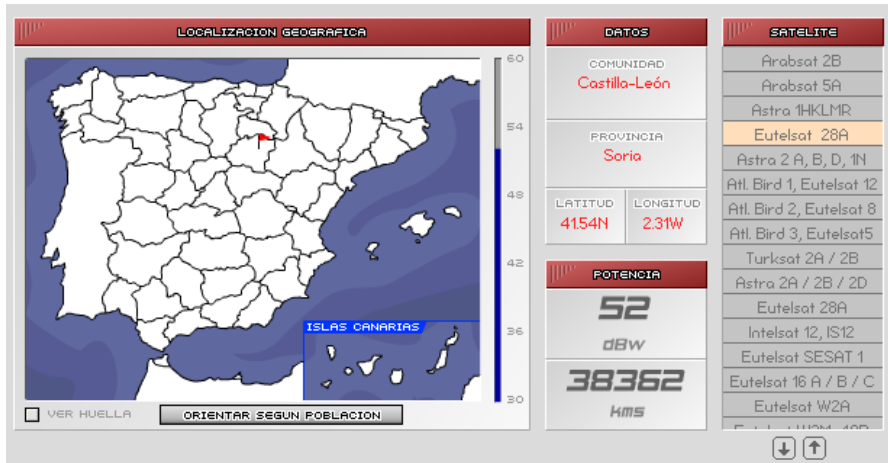 LOCALIZACION GEOGRAFICA
60
54
48
42
36
30
ISLAS CANARIAS
VER HUELLA
ORIENTAR SEGUN POBLACION
DATOS
COMUNIDAD
Castilla-León
PROVINCIA
Soria
LATITUD
41.54N
LONGITUD
2.31W
POTENCIA
52
dBw
38362
kms
SATELITE
Arabsat 2B
Arabsat 5A
Astra 1HKLMR
Eutelsat 28A
Astra 2 A, B, D, 1N
Atl. Bird 1, Eutelsat 12
Atl. Bird 2, Eutelsat 8
Atl. Bird 3, Eutelsat5
Turksat 2A / 2B
Astra 2A / 2B / 2D
Eutelsat 28A
Intelsat 12, IS12
Eutelsat SESAT 1
Eutelsat 16 A / B / C
Eutelsat W2A